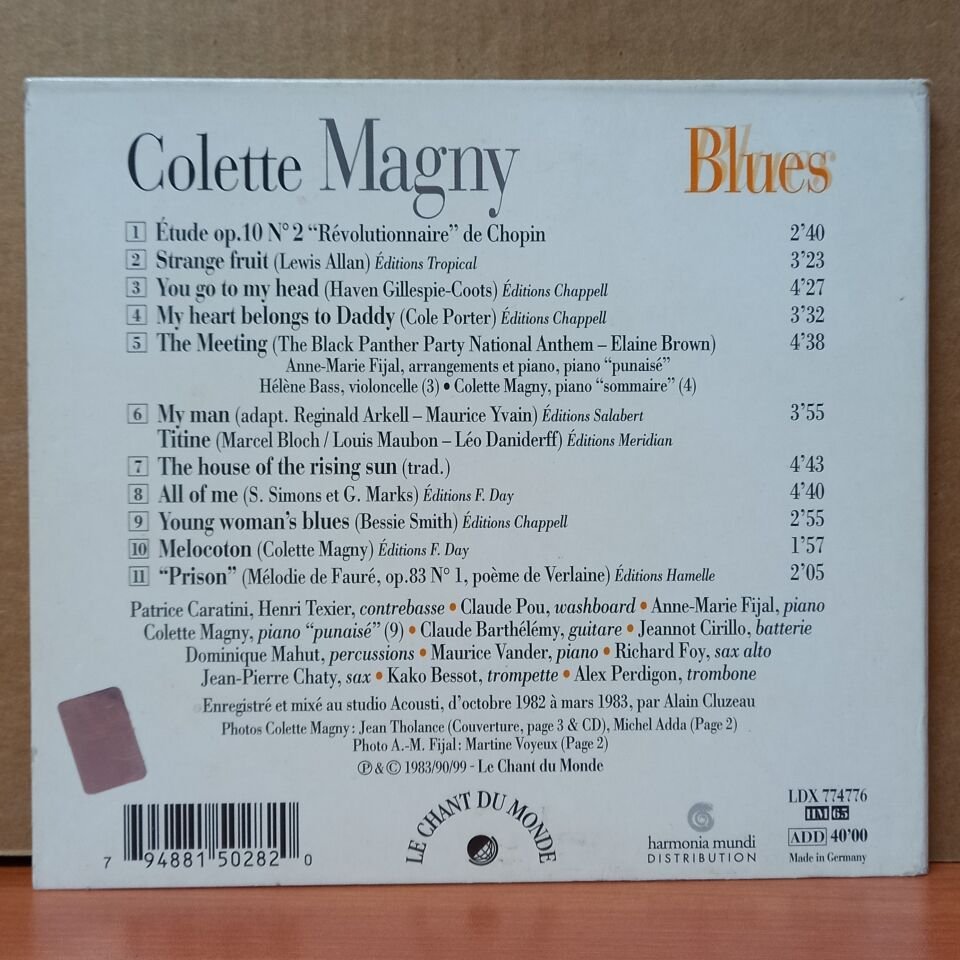 Colette Magny Blues
1 Étude op.10 N° 2 “Révolutionnaire” de Chopin 2’40
2 Strange fruit (Lewis Allan) Éditions Tropical 3’23
3 You go to my head (Haven Gillespie-Coots) Éditions Chappell 4’27
4 My heart belongs to Daddy (Cole Porter) Éditions Chappell 3’32
5 The Meeting (The Black Panther Party National Anthem – Elaine Brown) 4’38
Anne-Marie Fijal, arrangements et piano, piano “punaisé”
Hélène Bass, violoncelle (3) • Colette Magny, piano “sommaire” (4)
6 My man (adapt. Reginald Arkell – Maurice Yvain) Éditions Salabert 3’55
Titine (Marcel Bloch / Louis Maubon – Léo Daniderff) Éditions Meridian
7 The house of the rising sun (trad.) 4’43
8 All of me (S. Simons et G. Marks) Éditions F. Day 4’40
9 Young woman’s blues (Bessie Smith) Éditions Chappell 2’55
10 Melocoton (Colette Magny) Éditions F. Day 1’57
11 “Prison” (Mélodie de Fauré, op.83 N° 1, poème de Verlaine) Éditions Hamelle 2’05
Patrice Caratini, Henri Texier, contrebasse • Claude Pou, washboard • Anne-Marie Fijal, piano
Colette Magny, piano “punaisé” (9) • Claude Barthélémy, guitare • Jeannot Cirillo, batterie
Dominique Mahut, percussions • Maurice Vander, piano • Richard Foy, sax alto
Jean-Pierre Chaty, sax • Kako Bessot, trompette • Alex Perdigon, trombone
Enregistré et mixé au studio Acousti, d’octobre 1982 à mars 1983, par Alain Cluzeau
Photos Colette Magny : Jean Tholance (Couverture, page 3 & CD), Michel Adda (Page 2)
Photo A.-M. Fijal : Martine Voyeux (Page 2)
℗ & © 1983/90/99 - Le Chant du Monde
7 94881 50282 0
LE CHANT DU MONDE
harmonia mundi
DISTRIBUTION
LDX 774776
HM 65
ADD 40’00
Made in Germany